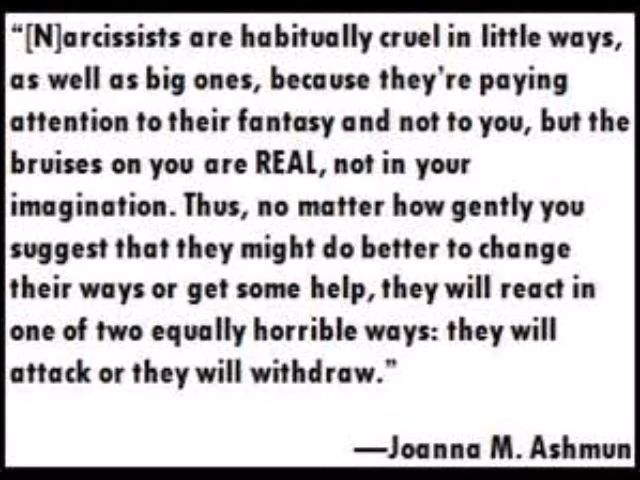 “[N]arcissists are habitually cruel in little ways,
as well as big ones, because they're paying
attention to their fantasy and not to you, but the
bruises on you are REAL, not in your
imagination. Thus, no matter how gently you
suggest that they might do better to change
their ways or get some help, they will react in
one of two equally horrible ways: they will
attack or they will withdraw.”
—Joanna M. Ashmun